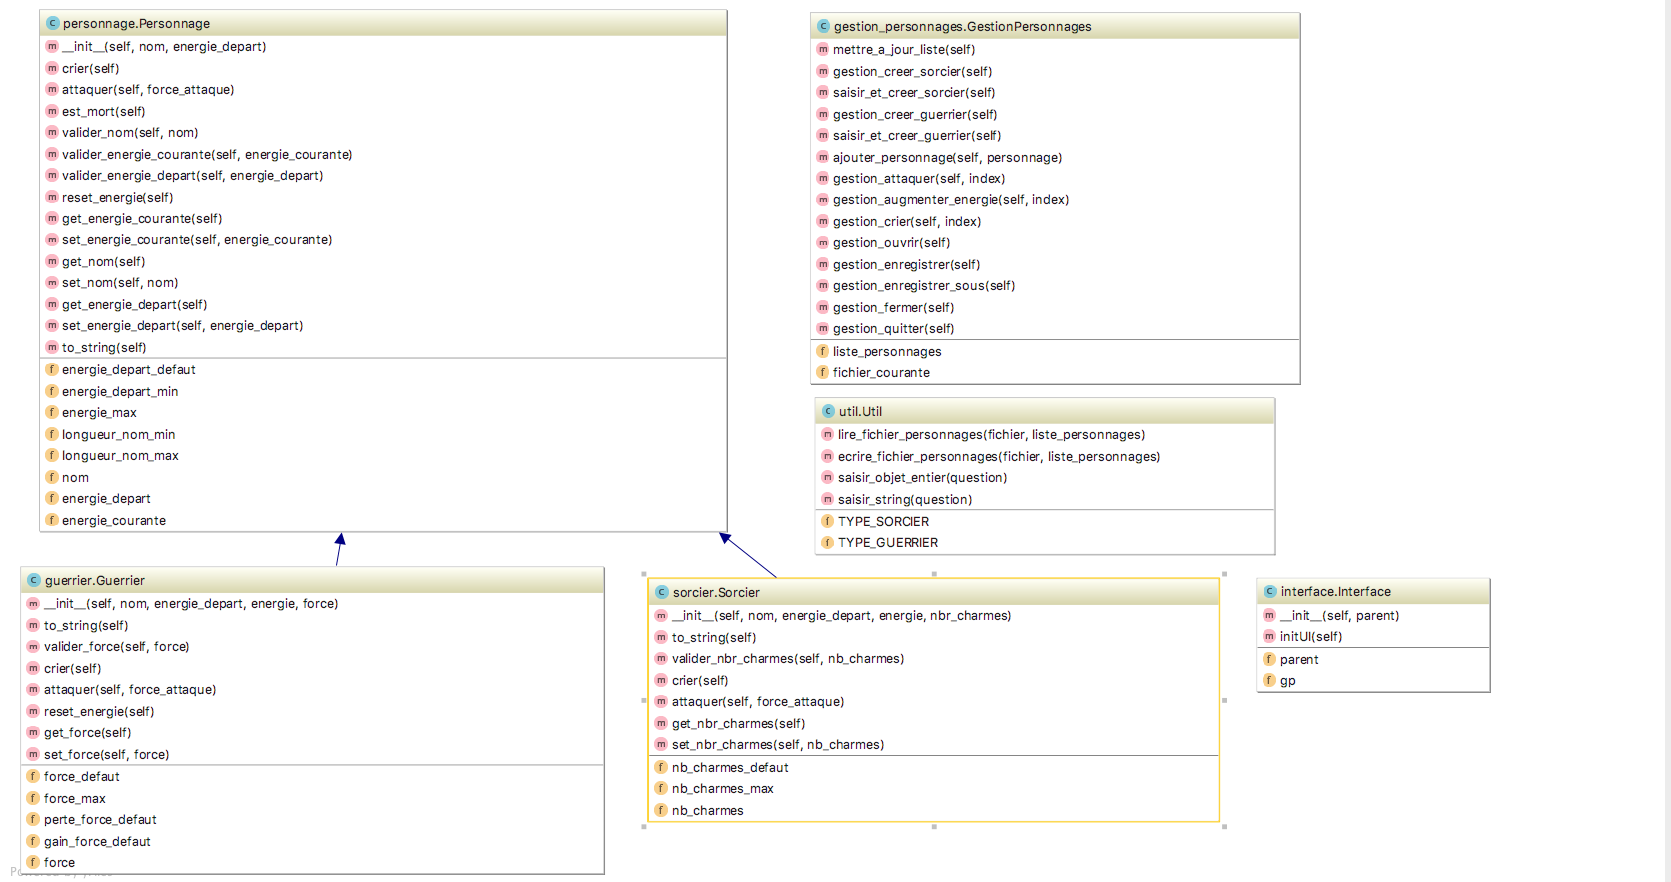 personnage.Personnage
__init__(self, nom, energie_depart)
crier(self)
attaquer(self, force_attaque)
est_mort(self)
valider_nom(self, nom)
valider_energie_courante(self, energie_courante)
valider_energie_depart(self, energie_depart)
reset_energie(self)
get_energie_courante(self)
set_energie_courante(self, energie_courante)
get_nom(self)
set_nom(self, nom)
get_energie_depart(self)
set_energie_depart(self, energie_depart)
to_string(self)
energie_depart_defaut
energie_depart_min
energie_max
longueur_nom_min
longueur_nom_max
nom
energie_depart
energie_courante
gestion_personnages.GestionPersonnages
mettre_a_jour_liste(self)
gestion_creer_sorcier(self)
saisir_et_creer_sorcier(self)
gestion_creer_guerrier(self)
saisir_et_creer_guerrier(self)
ajouter_personnage(self, personnage)
gestion_attaquer(self, index)
gestion_augmenter_energie(self, index)
gestion_crier(self, index)
gestion_ouvrir(self)
gestion_enregistrer(self)
gestion_enregistrer_sous(self)
gestion_fermer(self)
gestion_quitter(self)
liste_personnages
fichier_courante
util.Util
lire_fichier_personnages(fichier, liste_personnages)
ecrire_fichier_personnages(fichier, liste_personnages)
saisir_objet_entier(question)
saisir_string(question)
TYPE_SORCIER
TYPE_GUERRIER
guerrier.Guerrier
__init__(self, nom, energie_depart, energie, force)
to_string(self)
valider_force(self, force)
crier(self)
attaquer(self, force_attaque)
reset_energie(self)
get_force(self)
set_force(self, force)
force_defaut
force_max
perte_force_defaut
gain_force_defaut
force
sorcier.Sorcier
__init__(self, nom, energie_depart, energie, nbr_charmes)
to_string(self)
valider_nbr_charmes(self, nb_charmes)
crier(self)
attaquer(self, force_attaque)
get_nbr_charmes(self)
set_nbr_charmes(self, nb_charmes)
nb_charmes_defaut
nb_charmes_max
nb_charmes
interface.Interface
__init__(self, parent)
initUI(self)
parent
gp